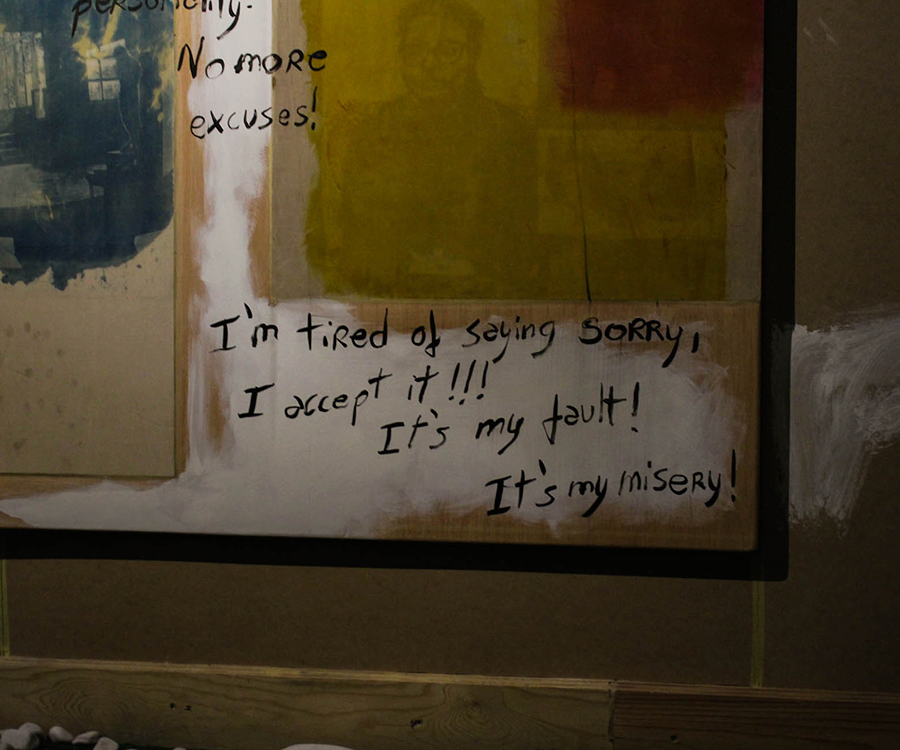 personality.
No more
excuses!
I'm tired of saying sorry,
I accept it!!!
It's my fault!
It's my misery!